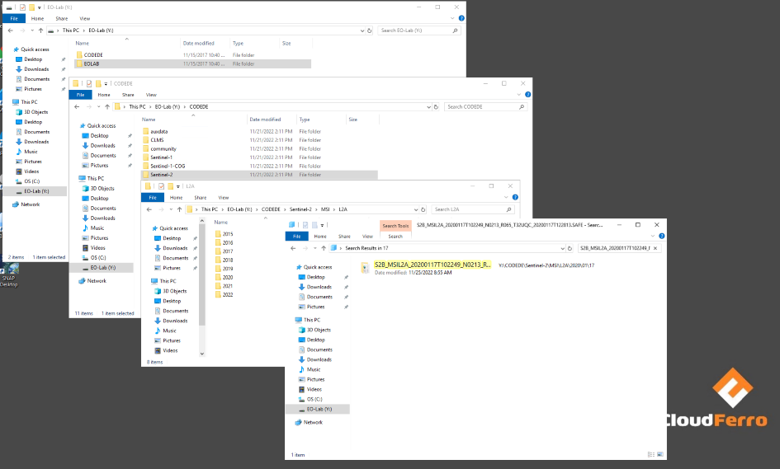 EO-Lab (Y:)
File Home Share View
This PC > EO-Lab (Y:)
Search EO-Lab (Y:)
Name Date modified Type Size
CODEDE 11/15/2017 10:40 ... File folder
EOLAB 11/15/2017 10:40 ... File folder
Quick access
Desktop
Downloads
Documents
Pictures
This PC
3D Objects
Desktop
Documents
Downloads
Music
Pictures
Videos
OS (C:)
EO-Lab (Y:)
Network
2 items 1 item selected
SNAP
Desktop
CODEDE
File Home Share View
This PC > EO-Lab (Y:) > CODEDE
Search CODEDE
Name Date modified Type Size
auxdata 11/21/2022 2:11 PM File folder
CLMS 11/21/2022 2:11 PM File folder
community 11/21/2022 2:11 PM File folder
Sentinel-1 11/21/2022 2:11 PM File folder
Sentinel-1-COG 11/21/2022 2:11 PM File folder
Sentinel-2 11/21/2022 2:11 PM File folder
Quick access
Desktop
Downloads
Documents
Pictures
This PC
3D Objects
Desktop
Documents
Downloads
Music
Pictures
Videos
OS (C:)
EO-Lab (Y:)
Network
11 items 1 item selected
L2A
File Home Share View
This PC > EO-Lab (Y:) > CODEDE > Sentinel-2 > MSI > L2A
Search L2A
Name
2015
2016
2017
2018
2019
2020
2021
2022
Quick access
Desktop
Downloads
Documents
Pictures
This PC
3D Objects
Desktop
Documents
Downloads
Music
Pictures
Videos
8 items
Search Tools
S2B_MSIL2A_20200117T102249_N0213_R065_T32UQC_20200117T122813.SAFE - Sear...
File Home Share View Search
Search Results in 17
S2B_MSIL2A_20200117T102249_N
S2B_MSIL2A_20200117T102249_N0213_R...
Date modified: 11/25/2022 9:53 AM
Y:\CODEDE\Sentinel-2\MSI\L2A\2020\01\17
Quick access
Desktop
Downloads
Documents
Pictures
This PC
3D Objects
Desktop
Documents
Downloads
Music
Pictures
Videos
OS (C:)
EO-Lab (Y:)
Network
1 item
CloudFerro